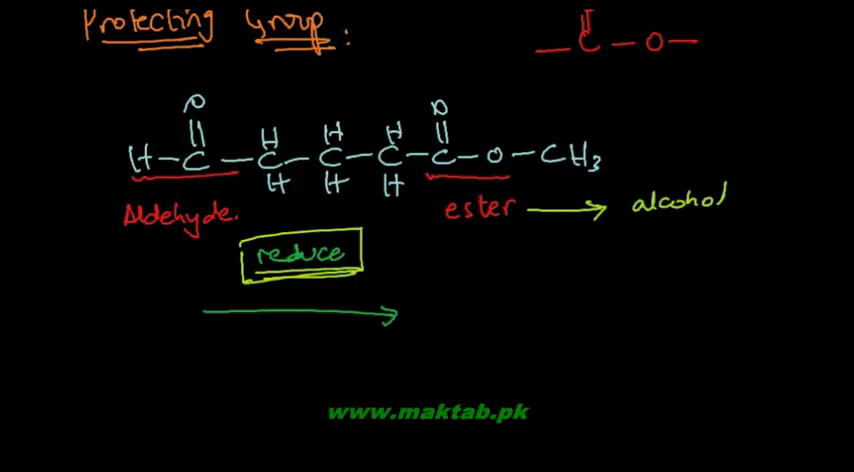 Protecting Group :
— C — O —
O O
H H H
H — C — C — C — C — C — O — CH3
H H H
Aldehyde. ester → alcohol
reduce
www.maktab.pk